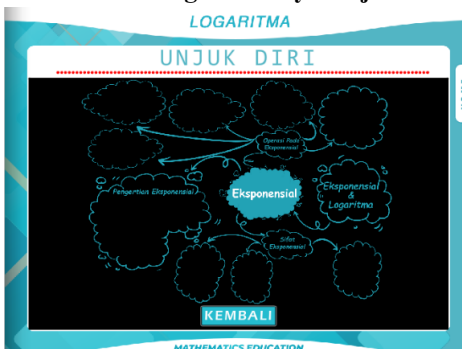 LOGARITMA
UNJUK DIRI
Operasi Pada
Eksponensial
Pengertian Eksponensial
Eksponensial
Eksponensial
&
Logaritma
Sifat
Eksponensial
KEMBALI
MATHEMATICS EDUCATION